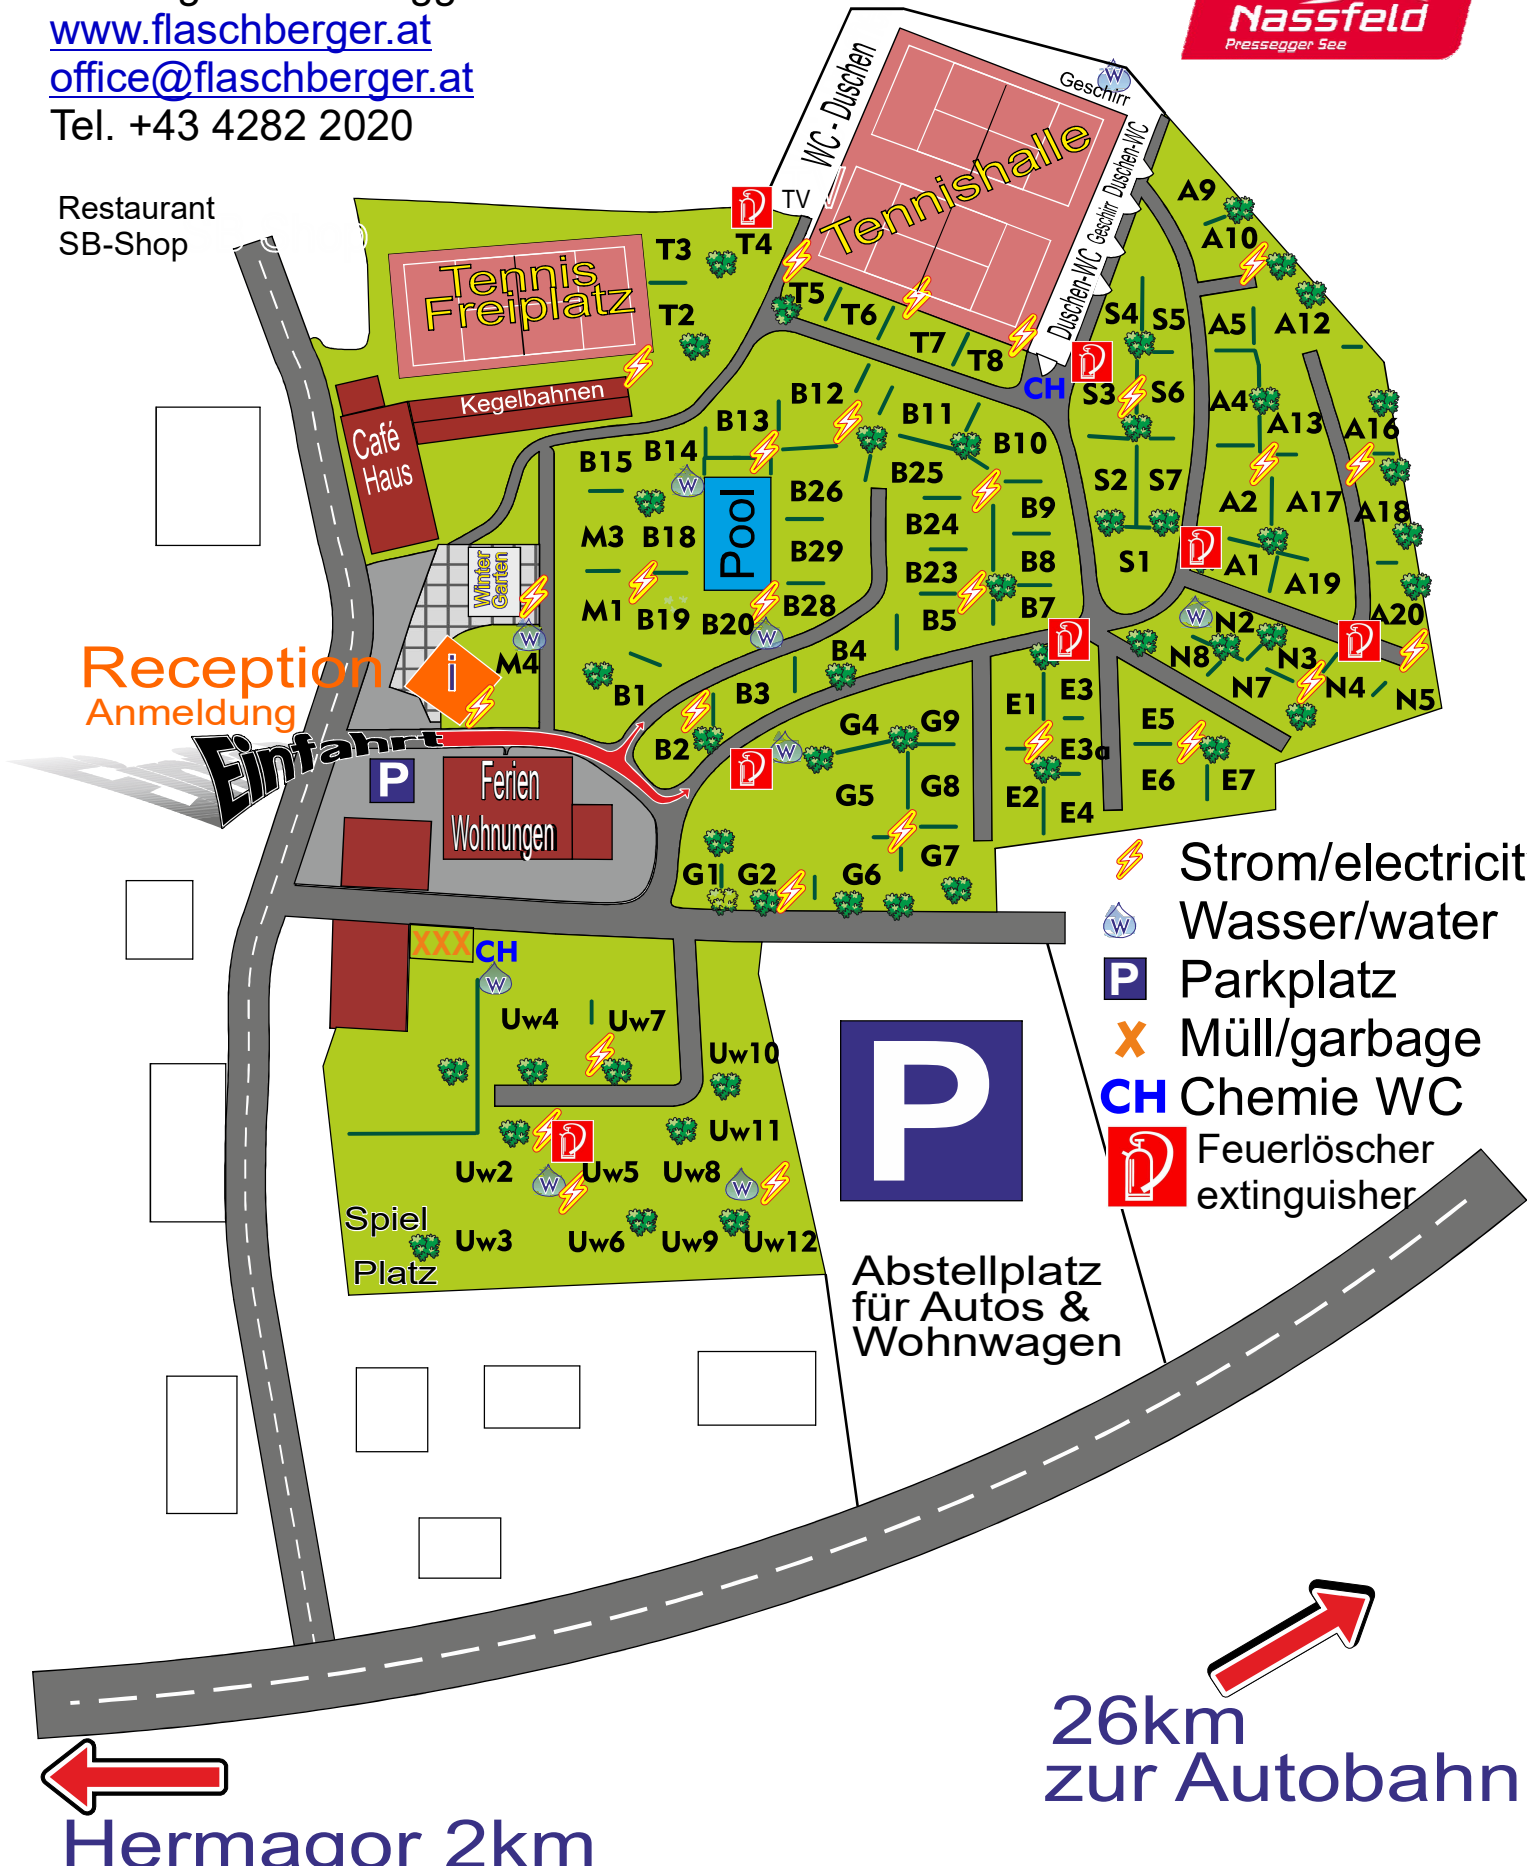 www.flaschberger.at
office@flaschberger.at
Tel. +43 4282 2020
Nassfeld
Pressegger See
Restaurant
SB-Shop
WC - Duschen
Geschirr
W
Tennishalle
Duschen-WC Geschirr Duschen-WC
TV
Tennis
Freiplatz
Kegelbahnen
Café
Haus
Winter
Garten
Pool
Reception
Anmeldung
i
Einfahrt
P
Ferien
Wohnungen
T3
T4
T2
T5
T6
T7
T8
CH
A9
A10
A5
A12
A4
A13
A16
A2
A17
A18
A1
A19
A20
S4
S5
S3
S6
S2
S7
S1
B12
B13
B11
B14
B15
B10
B25
B26
B9
B24
M3
B18
B29
B8
B23
M1
B19
B20
B28
B5
B7
W
W
W
W
M4
B4
B1
B3
B2
N2
N8
N3
N7
N4
N5
E1
E3
E3a
E2
E4
E5
E6
E7
G4
G9
W
G5
G8
G1
G2
G6
G7
XXX
CH
W
Uw4
Uw7
Uw10
Uw11
Uw2
W
Uw5
Uw8
W
Uw3
Uw6
Uw9
Uw12
Spiel
Platz
P
Abstellplatz
für Autos &
Wohnwagen
Strom/electricit
W Wasser/water
P Parkplatz
X Müll/garbage
CH Chemie WC
Feuerlöscher
extinguisher
26km
zur Autobahn
Hermagor 2km